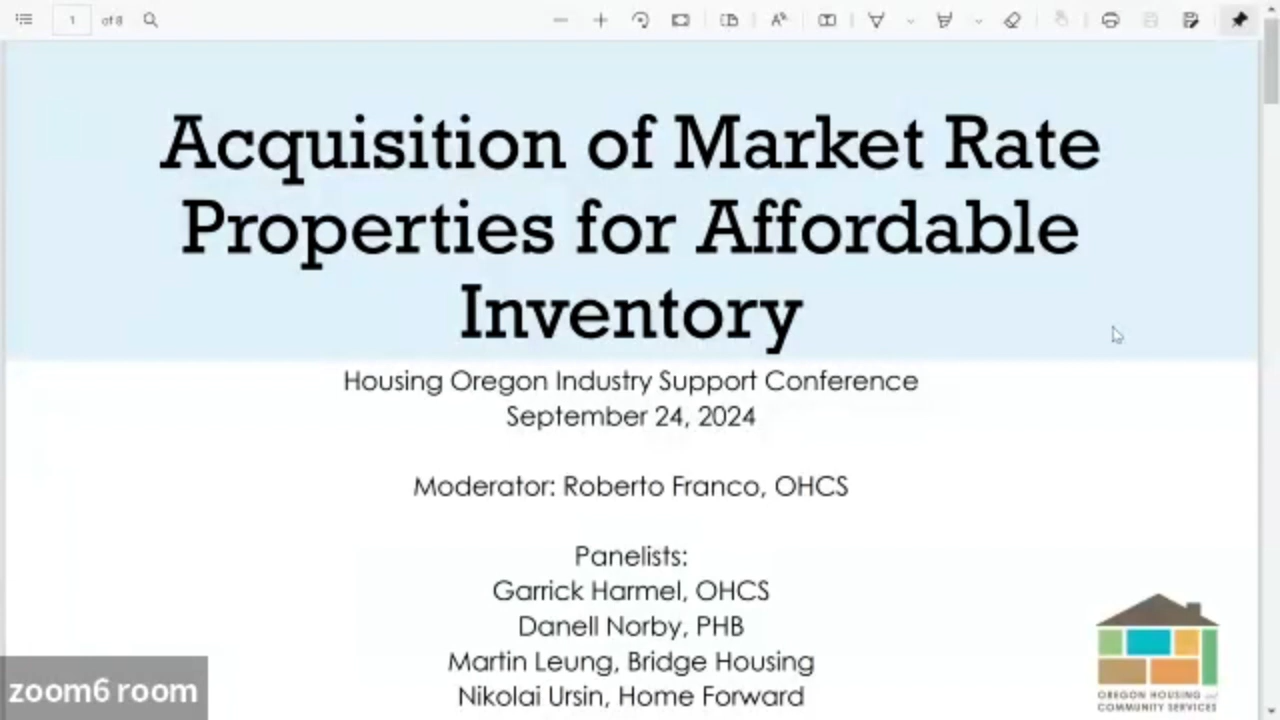 1 of 8
Acquisition of Market Rate
Properties for Affordable
Inventory
Housing Oregon Industry Support Conference
September 24, 2024
Moderator: Roberto Franco, OHCS
Panelists:
Garrick Harmel, OHCS
Danell Norby, PHB
Martin Leung, Bridge Housing
Nikolai Ursin, Home Forward
OREGON HOUSING and
COMMUNITY SERVICES
zoom6 room